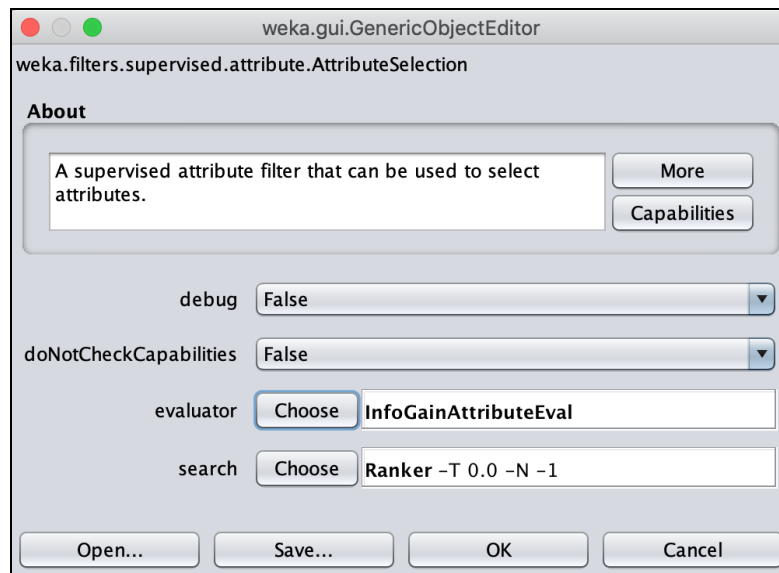 weka.gui.GenericObjectEditor
weka.filters.supervised.attribute.AttributeSelection
About
A supervised attribute filter that can be used to select
attributes.
More
Capabilities
debug False
doNotCheckCapabilities False
evaluator Choose InfoGainAttributeEval
search Choose Ranker -T 0.0 -N -1
Open... Save... OK Cancel